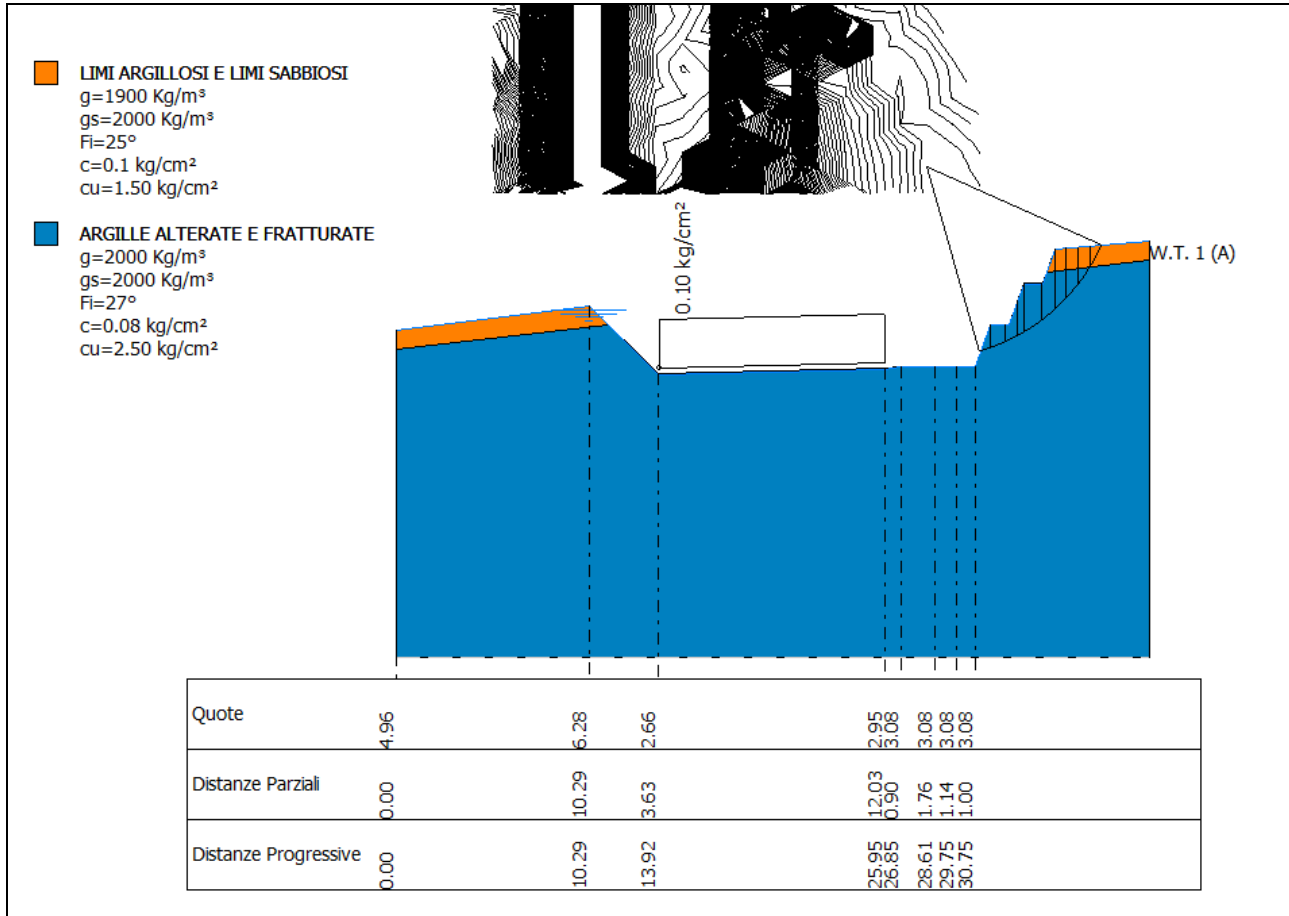 LIMI ARGILLOSI E LIMI SABBIOSI
g=1900 Kg/m³
gs=2000 Kg/m³
Fi=25°
c=0.1 kg/cm²
cu=1.50 kg/cm²
ARGILLE ALTERATE E FRATTURATE
g=2000 Kg/m³
gs=2000 Kg/m³
Fi=27°
c=0.08 kg/cm²
cu=2.50 kg/cm²
0.10 kg/cm²
W.T. 1 (A)
Quote 4.96 6.28 2.66 2.95 3.08 3.08 3.08 3.08
Distanze Parziali 0.00 10.29 3.63 12.03 0.90 1.76 1.14 1.00
Distanze Progressive 0.00 10.29 13.92 25.95 26.85 28.61 29.75 30.75